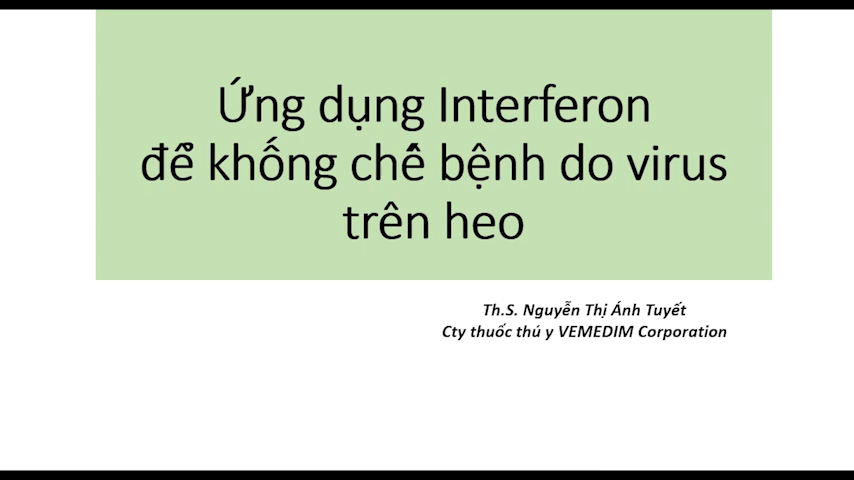 Ứng dụng Interferon
để khống chế bệnh do virus
trên heo
Th.S. Nguyễn Thị Ánh Tuyết
Cty thuốc thú y VEMEDIM Corporation